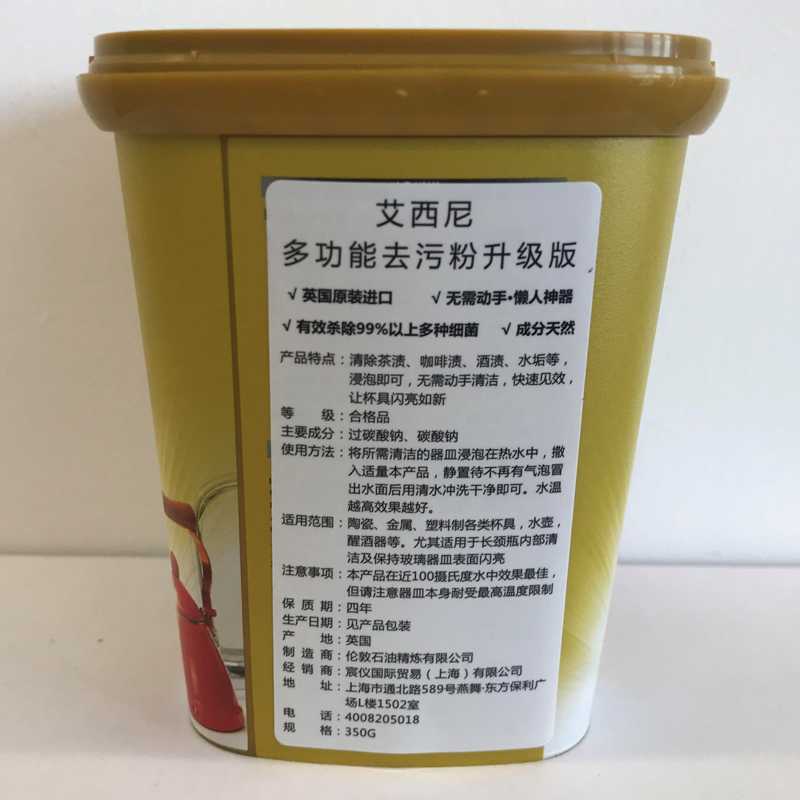 艾西尼
多功能去污粉升级版
√ 英国原装进口 √ 无需动手·懒人神器
√ 有效杀除99%以上多种细菌 √ 成分天然
产品特点：清除茶渍、咖啡渍、酒渍、水垢等，
浸泡即可，无需动手清洁，快速见效，
让杯具闪亮如新
等 级：合格品
主要成分：过碳酸钠、碳酸钠
使用方法：将所需清洁的器皿浸泡在热水中，撒
入适量本产品，静置待不再有气泡冒
出水面后用清水冲洗干净即可。水温
越高效果越好。
适用范围：陶瓷、金属、塑料制各类杯具，水壶，
醒酒器等。尤其适用于长颈瓶内部清
洁及保持玻璃器皿表面闪亮
注意事项：本产品在近100摄氏度水中效果最佳，
但请注意器皿本身耐受最高温度限制
保 质 期：四年
生产日期：见产品包装
产 地：英国
制 造 商：伦敦石油精炼有限公司
经 销 商：宸仪国际贸易（上海）有限公司
地 址：上海市通北路589号燕舞·东方保利广
场L楼1502室
电 话：4008205018
规 格：350G